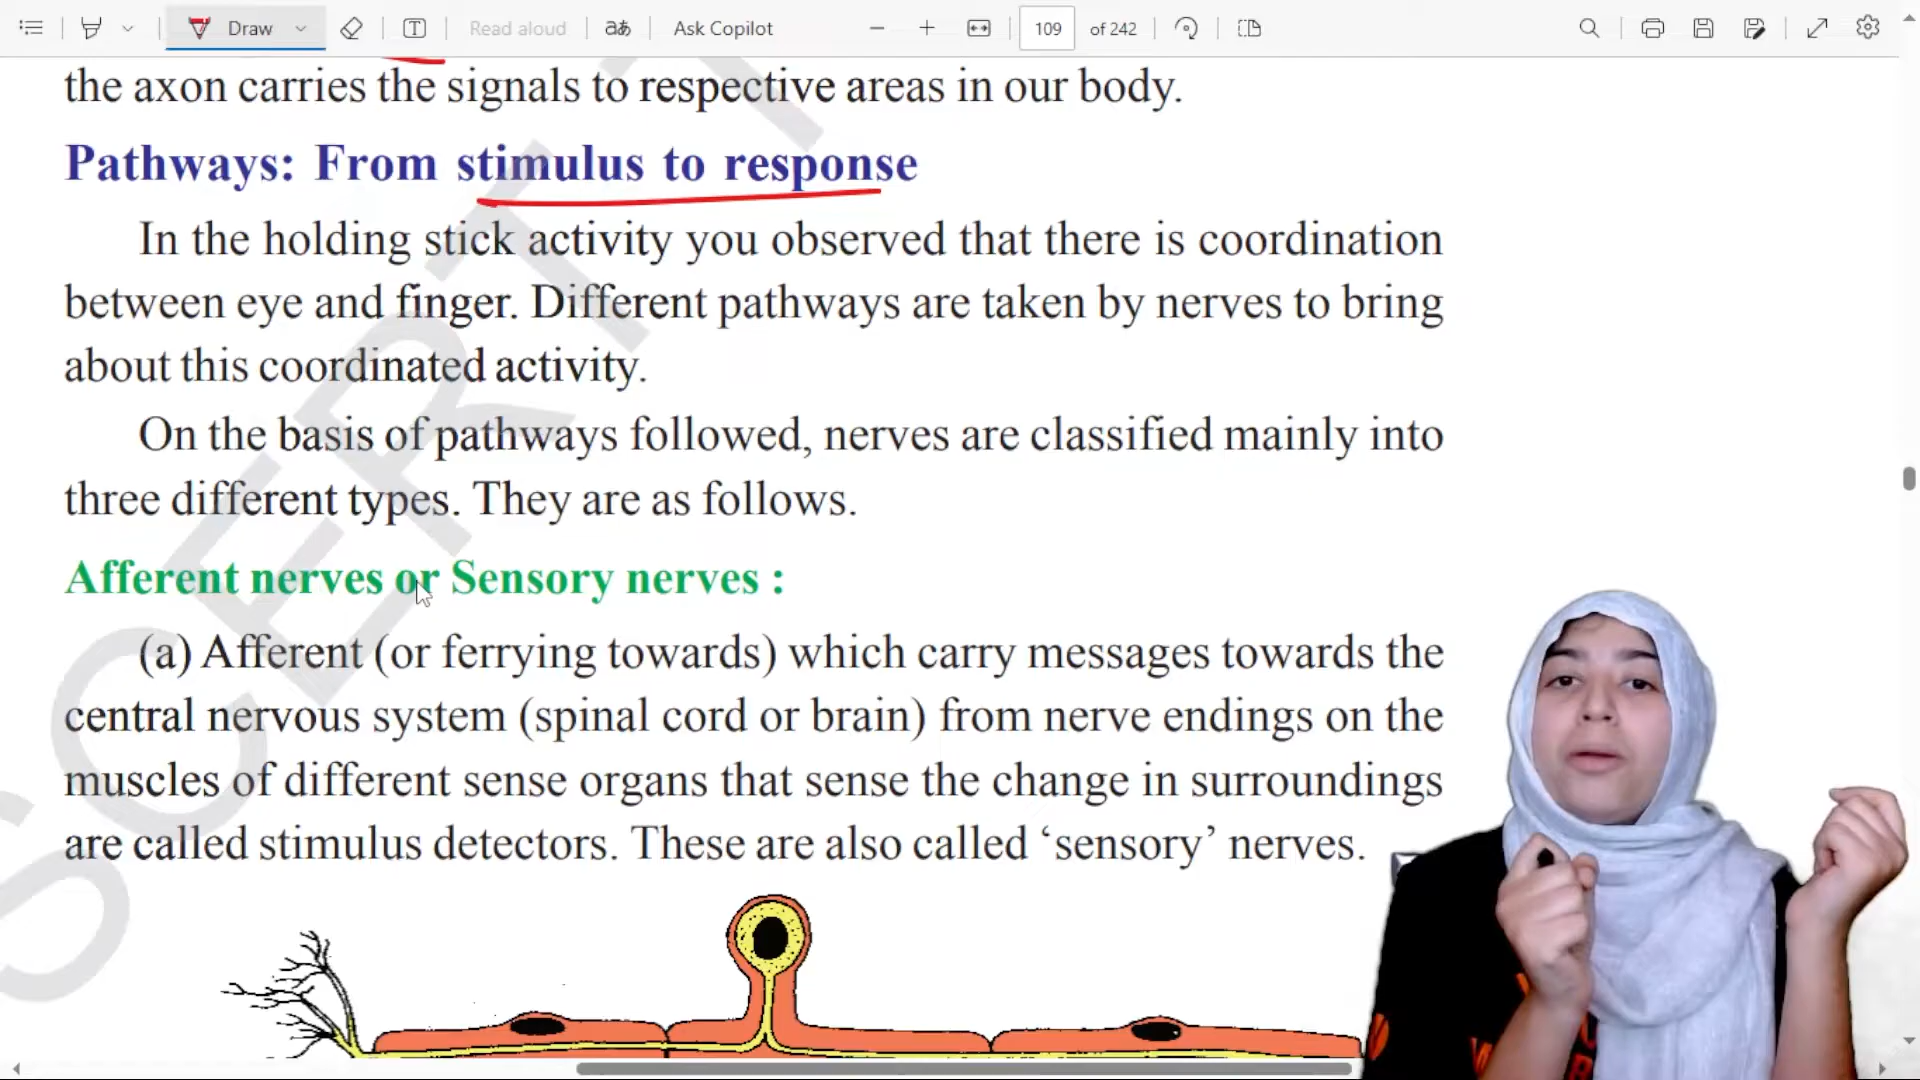 Draw
Read aloud
aあ
Ask Copilot
109
of 242
the axon carries the signals to respective areas in our body.
Pathways: From stimulus to response
In the holding stick activity you observed that there is coordination
between eye and finger. Different pathways are taken by nerves to bring
about this coordinated activity.
On the basis of pathways followed, nerves are classified mainly into
three different types. They are as follows.
Afferent nerves or Sensory nerves :
(a) Afferent (or ferrying towards) which carry messages towards the
central nervous system (spinal cord or brain) from nerve endings on the
muscles of different sense organs that sense the change in surroundings
are called stimulus detectors. These are also called ‘sensory’ nerves.
SCERT T